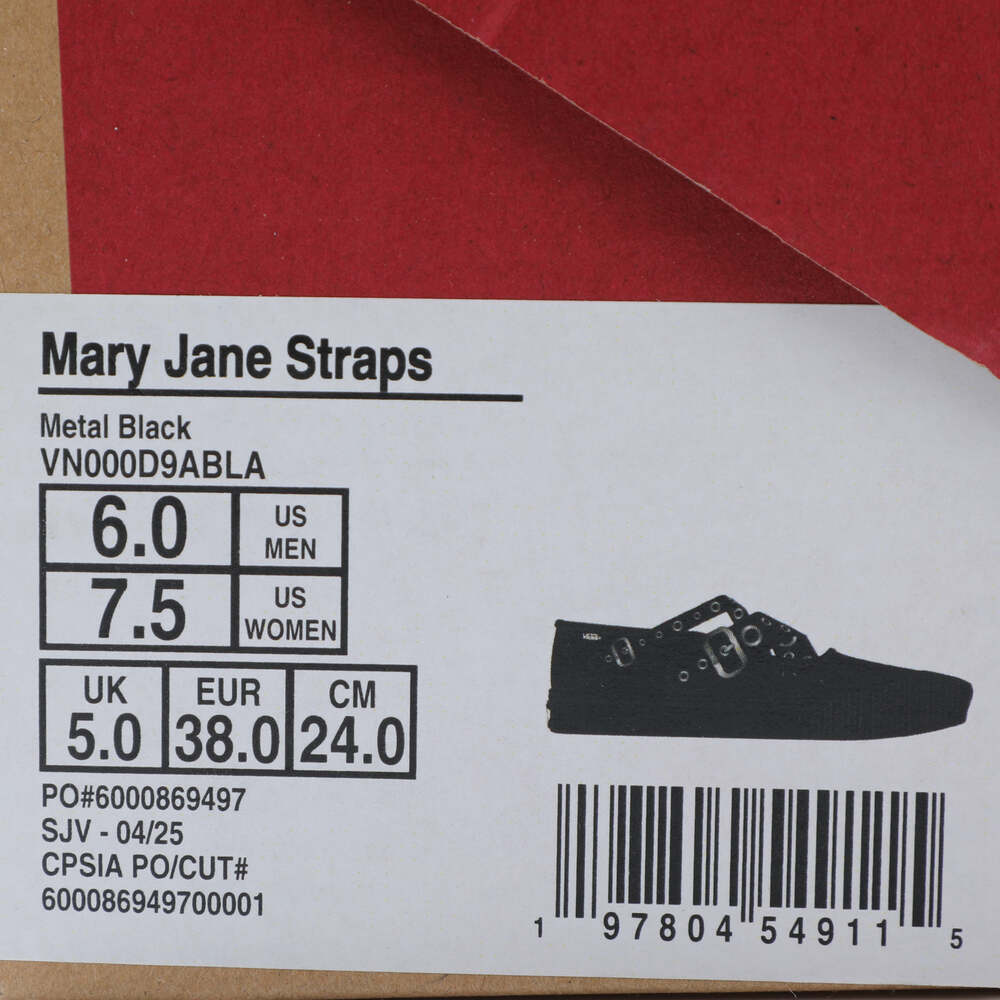 Mary Jane Straps
Metal Black
VN000D9ABLA
6.0 US MEN
7.5 US WOMEN
UK EUR CM
5.0 38.0 24.0
PO#6000869497
SJV - 04/25
CPSIA PO/CUT#
600086949700001
VANS
1 97804 54911 5